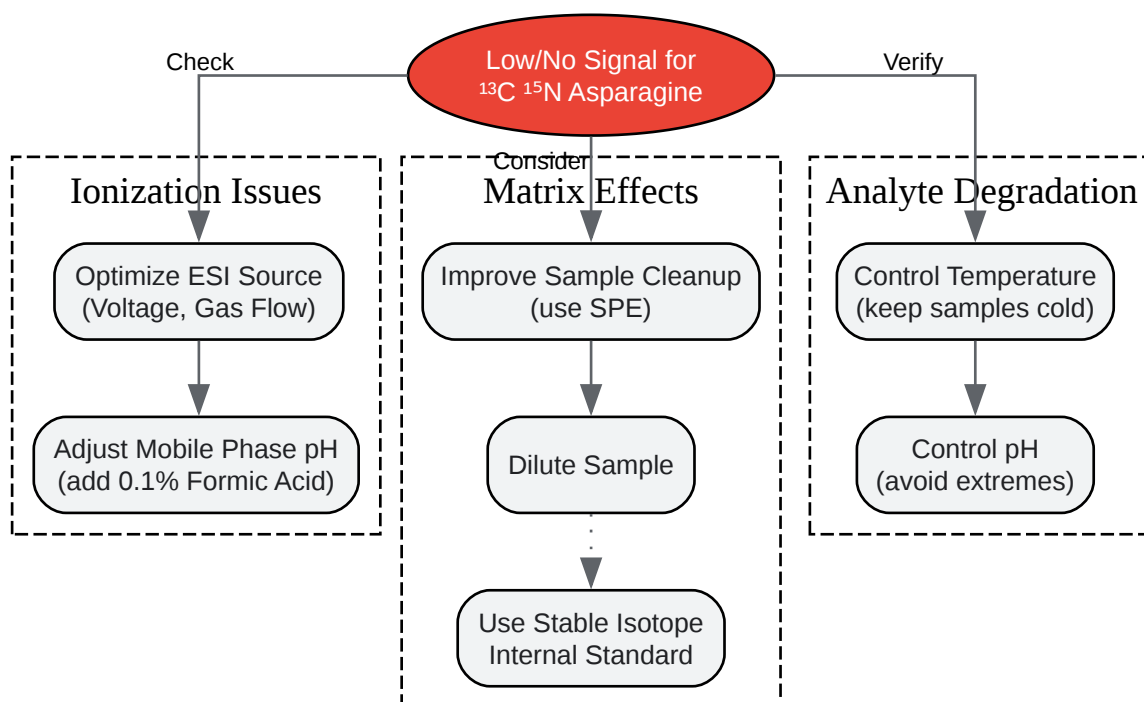 Low/No Signal for
¹³C ¹⁵N Asparagine
Check
Consider
Verify
Ionization Issues
Optimize ESI Source
(Voltage, Gas Flow)
Adjust Mobile Phase pH
(add 0.1% Formic Acid)
Matrix Effects
Improve Sample Cleanup
(use SPE)
Dilute Sample
Use Stable Isotope
Internal Standard
Analyte Degradation
Control Temperature
(keep samples cold)
Control pH
(avoid extremes)